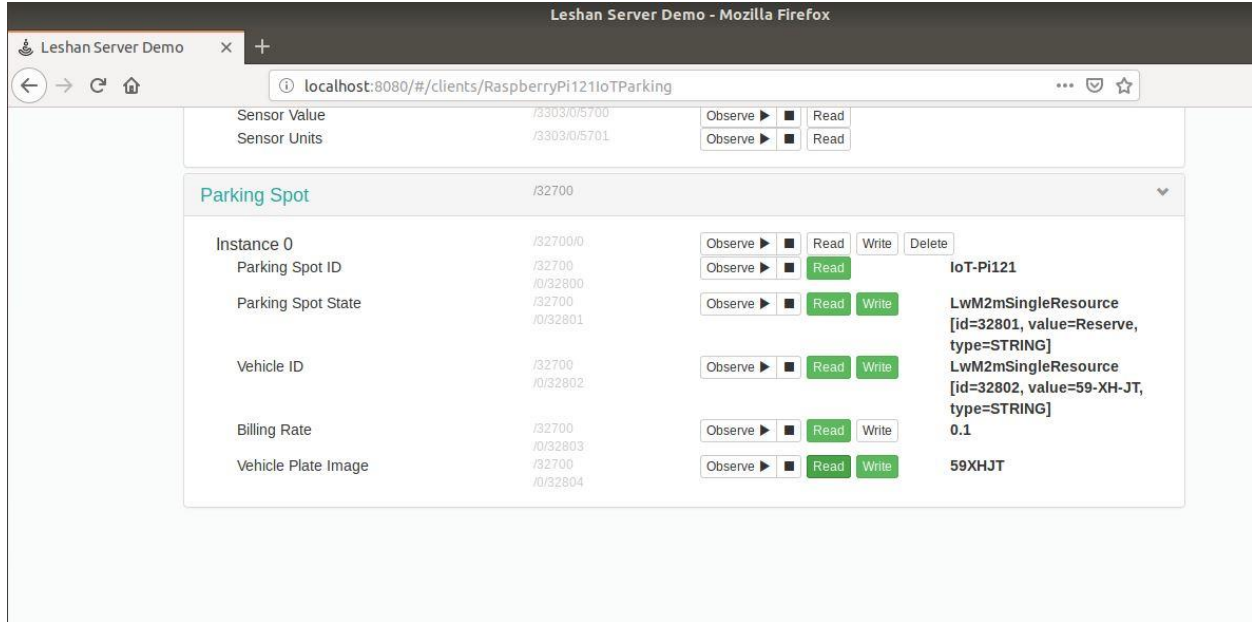 Leshan Server Demo - Mozilla Firefox
Leshan Server Demo
localhost:8080/#/clients/RaspberryPi121IoTParking
Sensor Value /3303/0/5700 Observe Read
Sensor Units /3303/0/5701 Observe Read
Parking Spot /32700
Instance 0 /32700/0 Observe Read Write Delete
Parking Spot ID /32700 Observe Read IoT-Pi121
/0/32800
Parking Spot State /32700 Observe Read Write LwM2mSingleResource
/0/32801 [id=32801, value=Reserve,
type=STRING]
Vehicle ID /32700 Observe Read Write LwM2mSingleResource
/0/32802 [id=32802, value=59-XH-JT,
type=STRING]
Billing Rate /32700 Observe Read Write 0.1
/0/32803
Vehicle Plate Image /32700 Observe Read Write 59XHJT
/0/32804